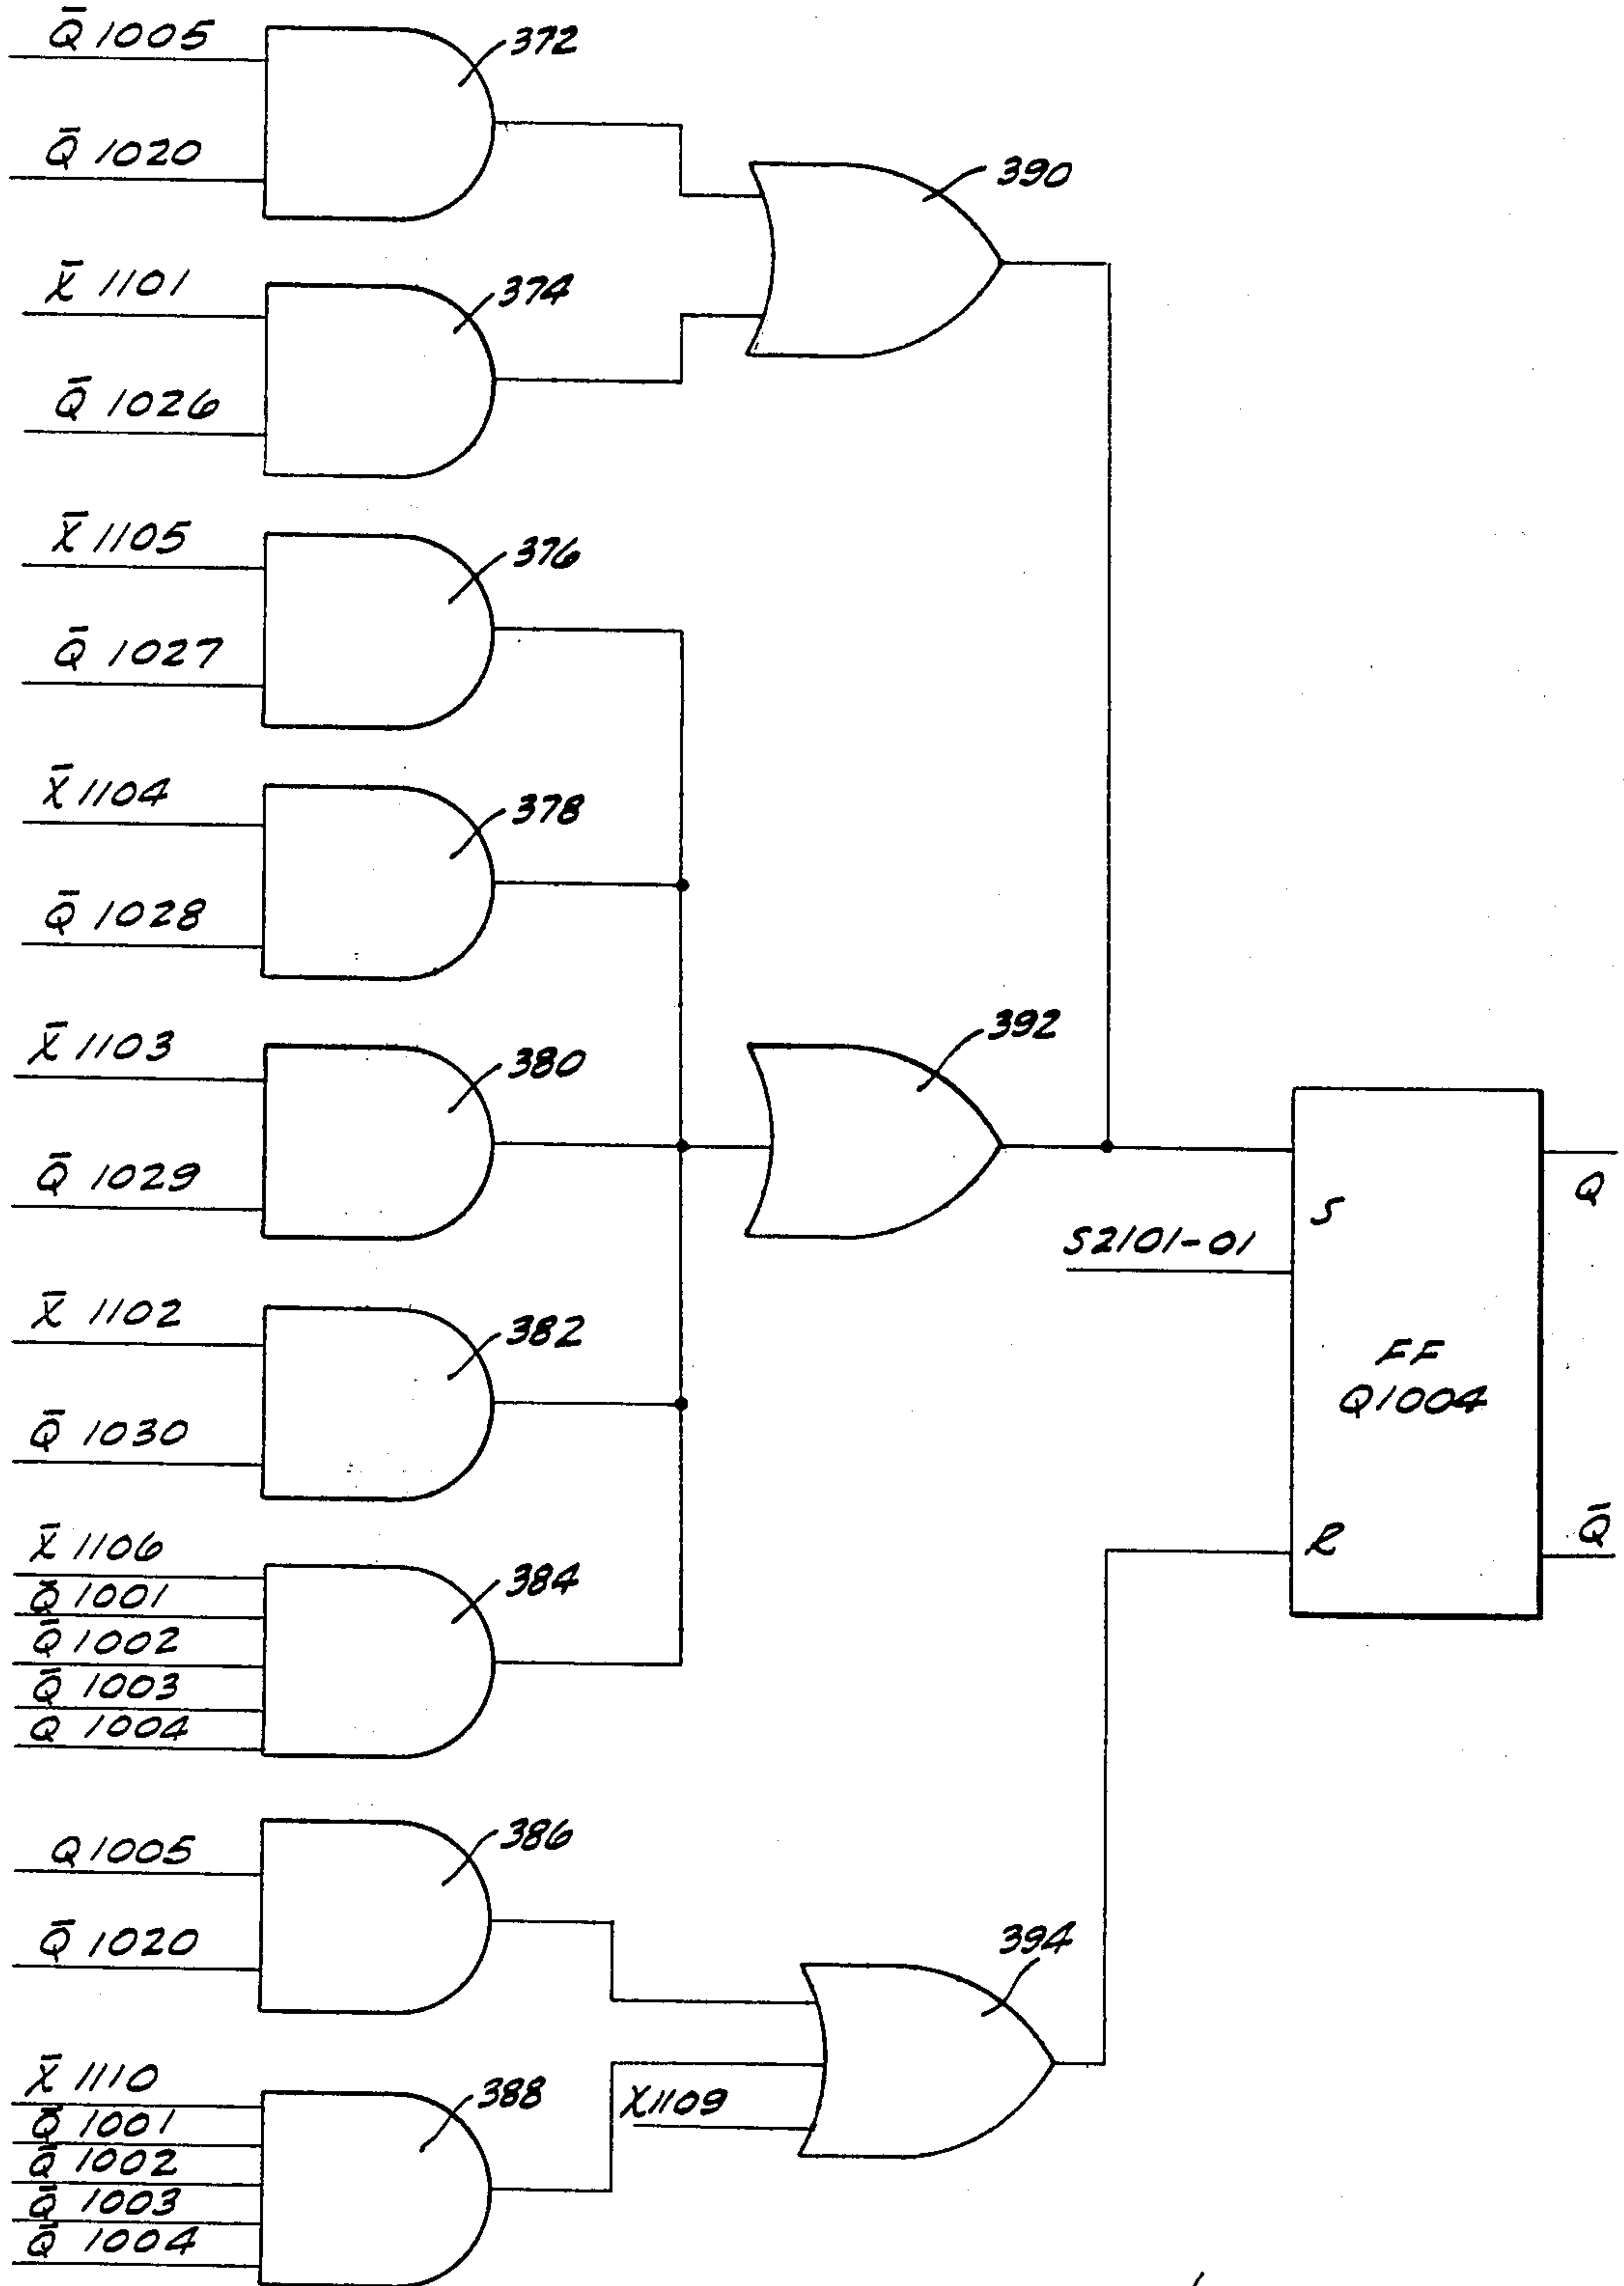 Q̄ 1005
372
Q̄ 1020
390
X̄ 1101
374
Q̄ 1026
X̄ 1105
376
Q̄ 1027
X̄ 1104
378
Q̄ 1028
X̄ 1103
380
392
Q̄ 1029
Q
S
S2101-01
X̄ 1102
382
FF
Q1004
Q̄ 1030
Q̄
R
X̄ 1106
384
Q̄ 1001
Q̄ 1002
Q̄ 1003
Q 1004
Q 1005
386
Q̄ 1020
394
X̄ 1110
388
X1109
Q̄ 1001
Q̄ 1002
Q̄ 1003
Q̄ 1004